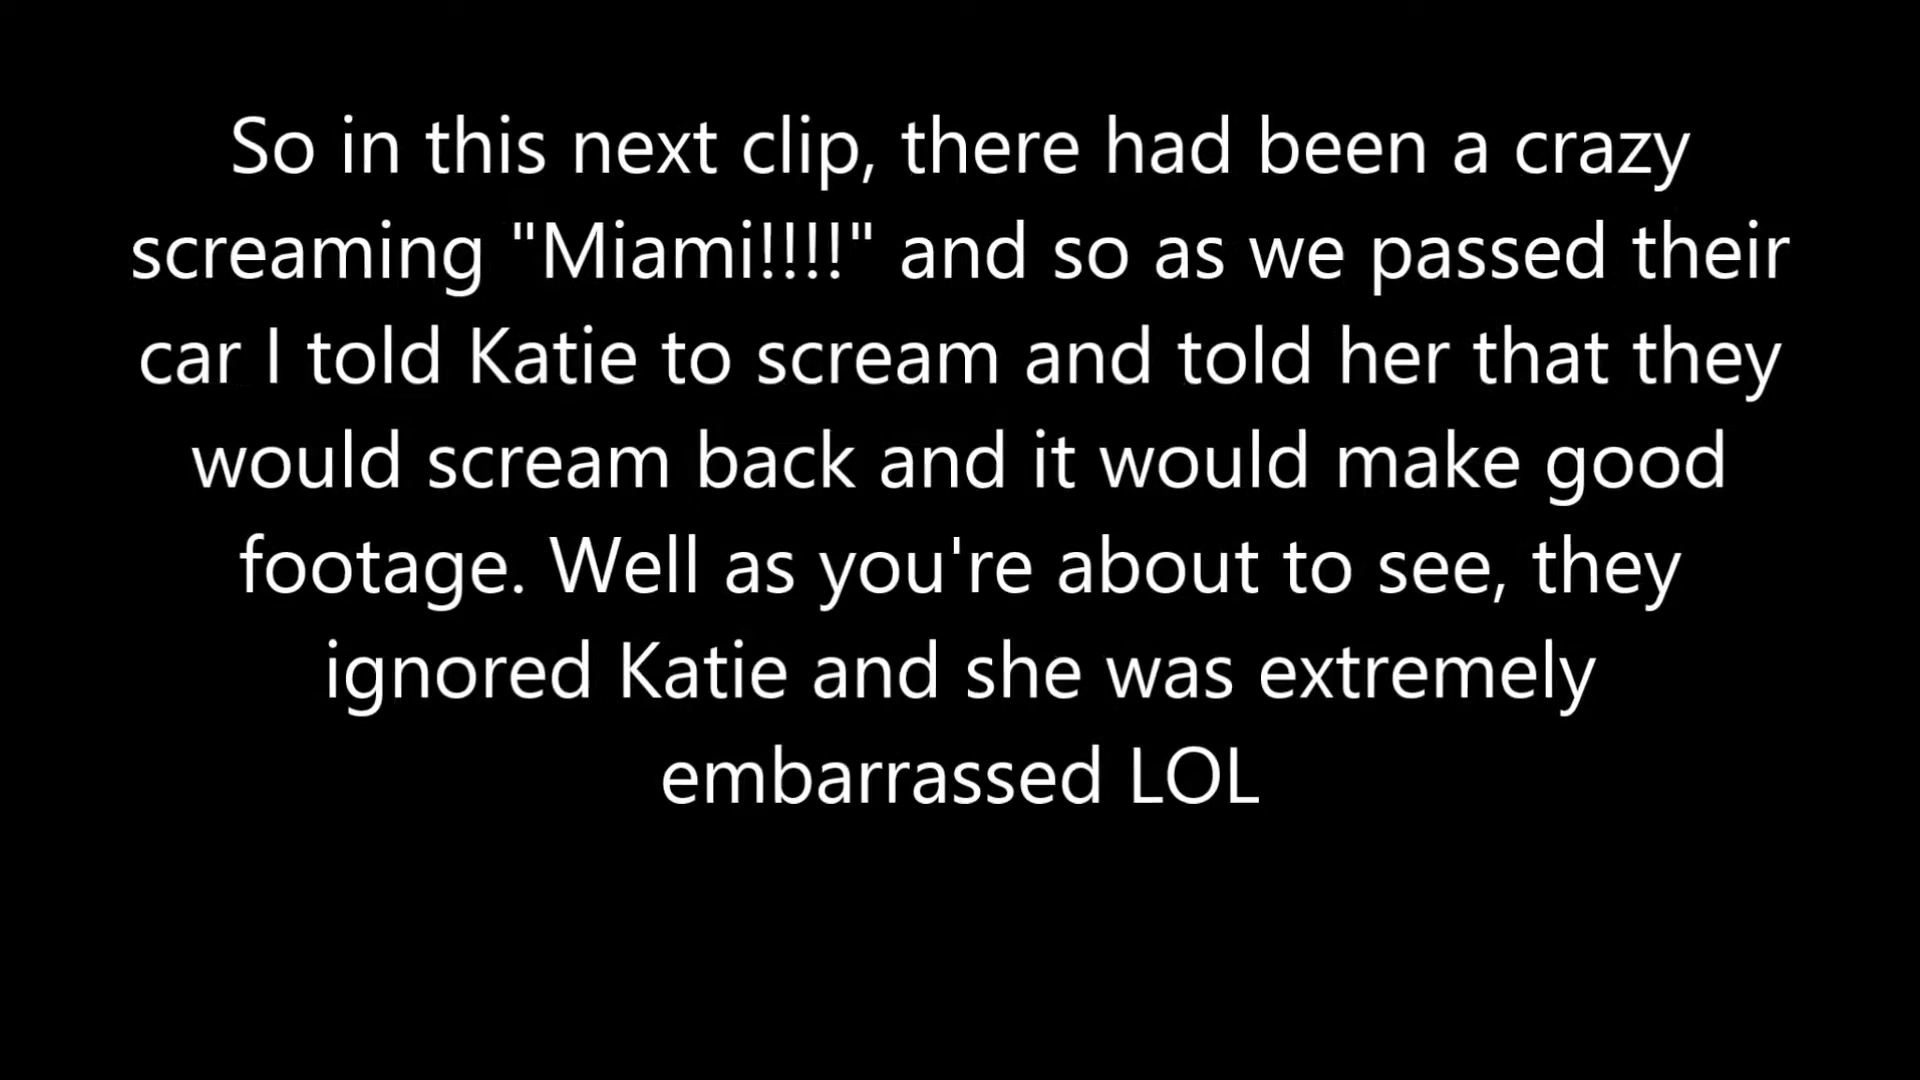 So in this next clip, there had been a crazy
screaming "Miami!!!!" and so as we passed their
car I told Katie to scream and told her that they
would scream back and it would make good
footage. Well as you're about to see, they
ignored Katie and she was extremely
embarrassed LOL